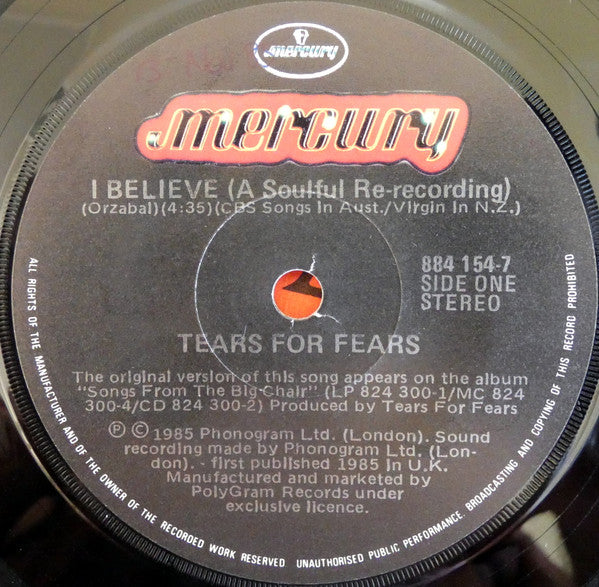 mercury
mercury
I BELIEVE (A Soulful Re-recording)
(Orzabal)(4:35)(CBS Songs In Aust./Virgin In N.Z.)
884 154-7
SIDE ONE
STEREO
TEARS FOR FEARS
The original version of this song appears on the album
"Songs From The Big Chair" (LP 824 300-1/MC 824
300-4/CD 824 300-2) Produced by Tears For Fears
Ⓟ © 1985 Phonogram Ltd. (London). Sound
recording made by Phonogram Ltd. (Lon-
don). - first published 1985 in U.K.
Manufactured and marketed by
PolyGram Records under
exclusive licence.
ALL RIGHTS OF THE MANUFACTURER AND OF THE OWNER OF THE RECORDED WORK RESERVED UNAUTHORISED PUBLIC PERFORMANCE. BROADCASTING AND COPYING OF THIS RECORD PROHIBITED